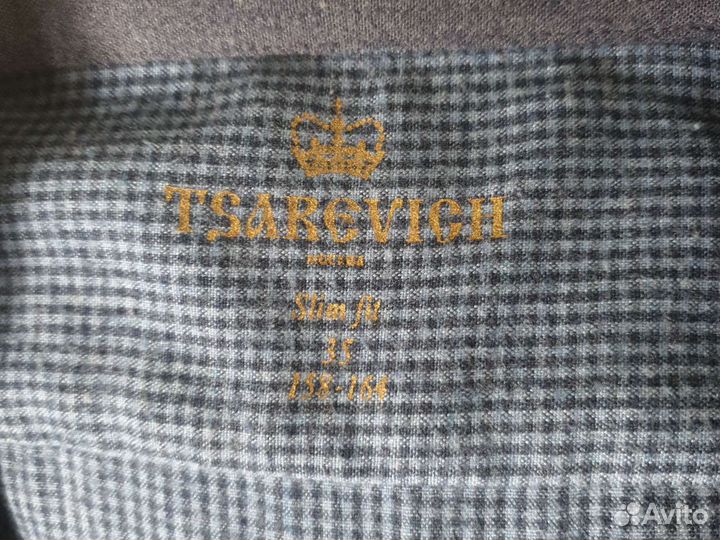 TSAREVICH
Slim fit
35
158-164
Avito